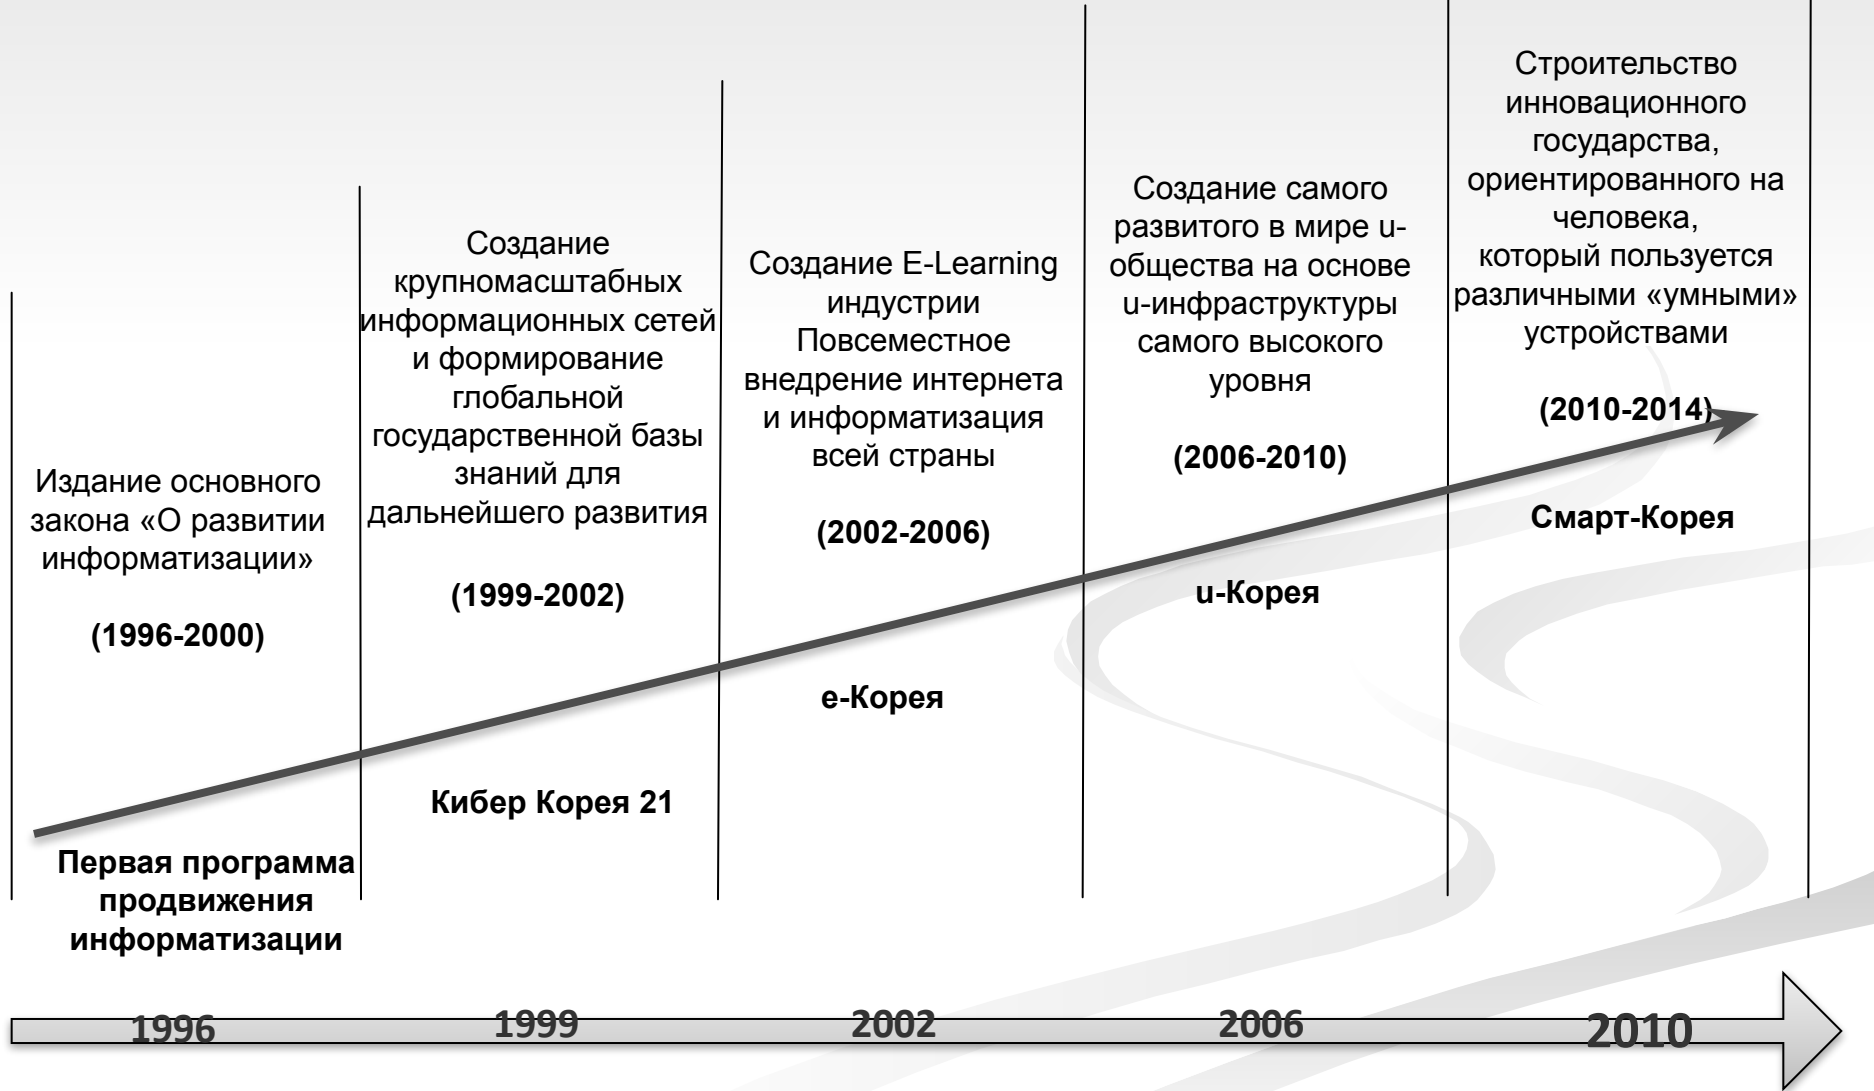 Издание основного
закона «О развитии
информатизации»
(1996-2000)
Первая программа
продвижения
информатизации
Создание
крупномасштабных
информационных сетей
и формирование
глобальной
государственной базы
знаний для
дальнейшего развития
(1999-2002)
Кибер Корея 21
Создание E-Learning
индустрии
Повсеместное
внедрение интернета
и информатизация
всей страны
(2002-2006)
е-Корея
Создание самого
развитого в мире u-
общества на основе
u-инфраструктуры
самого высокого
уровня
(2006-2010)
u-Корея
Строительство
инновационного
государства,
ориентированного на
человека,
который пользуется
различными «умными»
устройствами
(2010-2014)
Смарт-Корея
1996
1999
2002
2006
2010